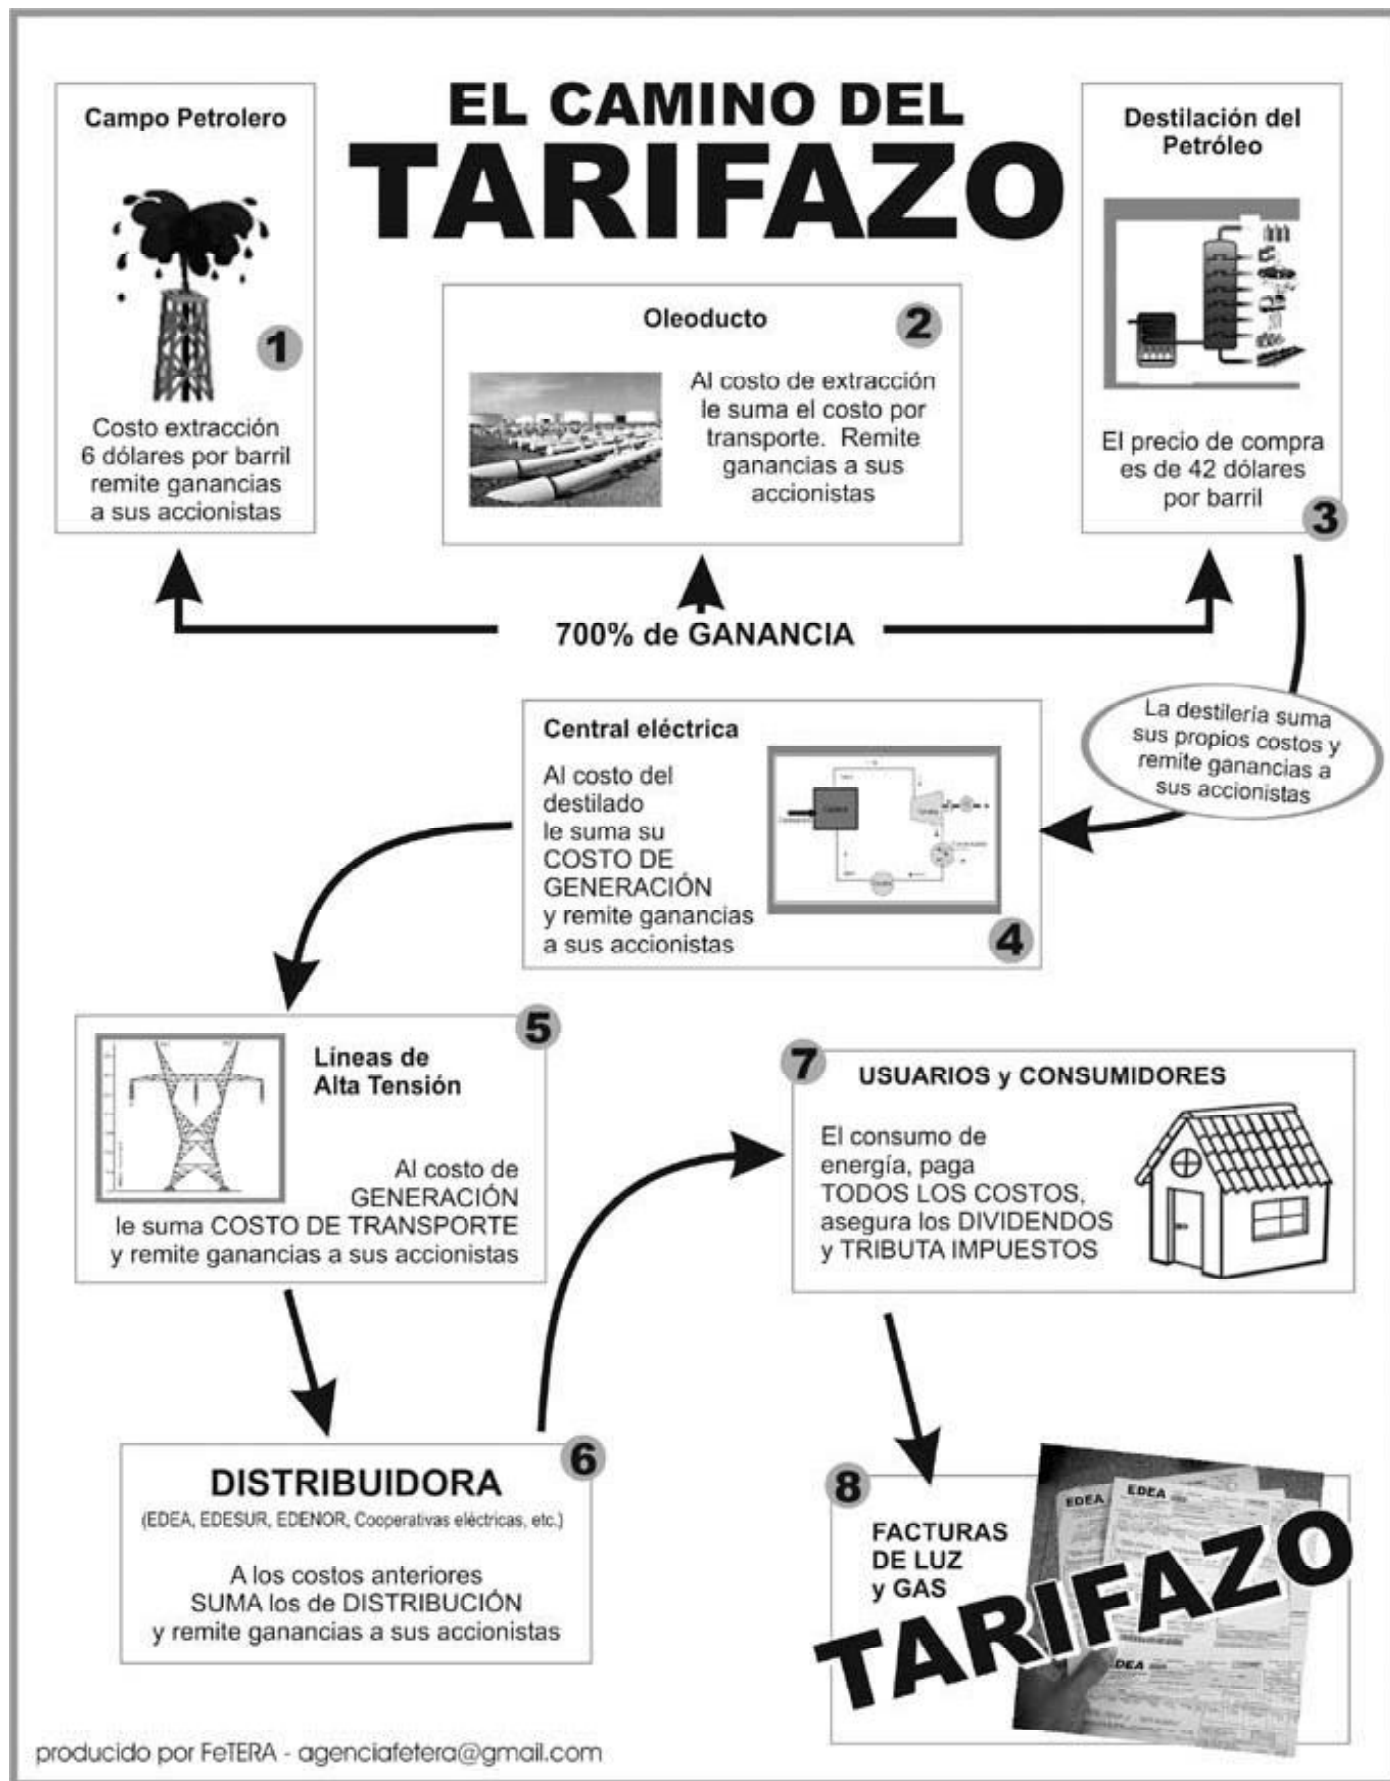 EL CAMINO DEL
TARIFAZO
Campo Petrolero
1
Costo extracción
6 dólares por barril
remite ganancias
a sus accionistas
Oleoducto
2
Al costo de extracción
le suma el costo por
transporte. Remite
ganancias a sus
accionistas
Destilación del
Petróleo
El precio de compra
es de 42 dólares
por barril
3
700% de GANANCIA
La destilería suma
sus propios costos y
remite ganancias a
sus accionistas
Central eléctrica
Al costo del
destilado
le suma su
COSTO DE
GENERACIÓN
y remite ganancias
a sus accionistas
4
5
Líneas de
Alta Tensión
Al costo de
GENERACIÓN
le suma COSTO DE TRANSPORTE
y remite ganancias a sus accionistas
6
DISTRIBUIDORA
(EDEA, EDESUR, EDENOR, Cooperativas eléctricas, etc.)
A los costos anteriores
SUMA los de DISTRIBUCIÓN
y remite ganancias a sus accionistas
7
USUARIOS y CONSUMIDORES
El consumo de
energía, paga
TODOS LOS COSTOS,
asegura los DIVIDENDOS
y TRIBUTA IMPUESTOS
8
FACTURAS
DE LUZ
y GAS
EDEA
EDEA
TARIFAZO
EDEA
producido por FeTERA - agenciafetera@gmail.com